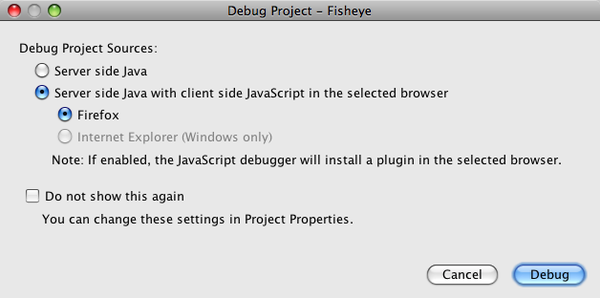 Debug Project – Fisheye
Debug Project Sources:
Server side Java
Server side Java with client side JavaScript in the selected browser
Firefox
Internet Explorer (Windows only)
Note: If enabled, the JavaScript debugger will install a plugin in the selected browser.
Do not show this again
You can change these settings in Project Properties.
Cancel Debug